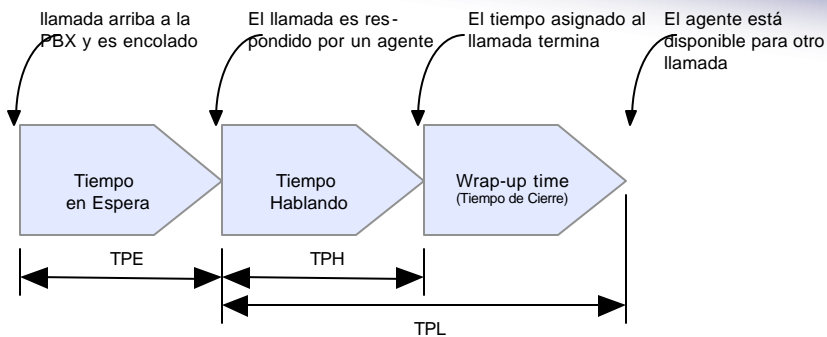 llamada arriba a la
PBX y es encolado
El llamada es res-
pondido por un agente
El tiempo asignado al
llamada termina
El agente está
disponible para otro
llamada
Tiempo
en Espera
Tiempo
Hablando
Wrap-up time
(Tiempo de Cierre)
TPE
TPH
TPL